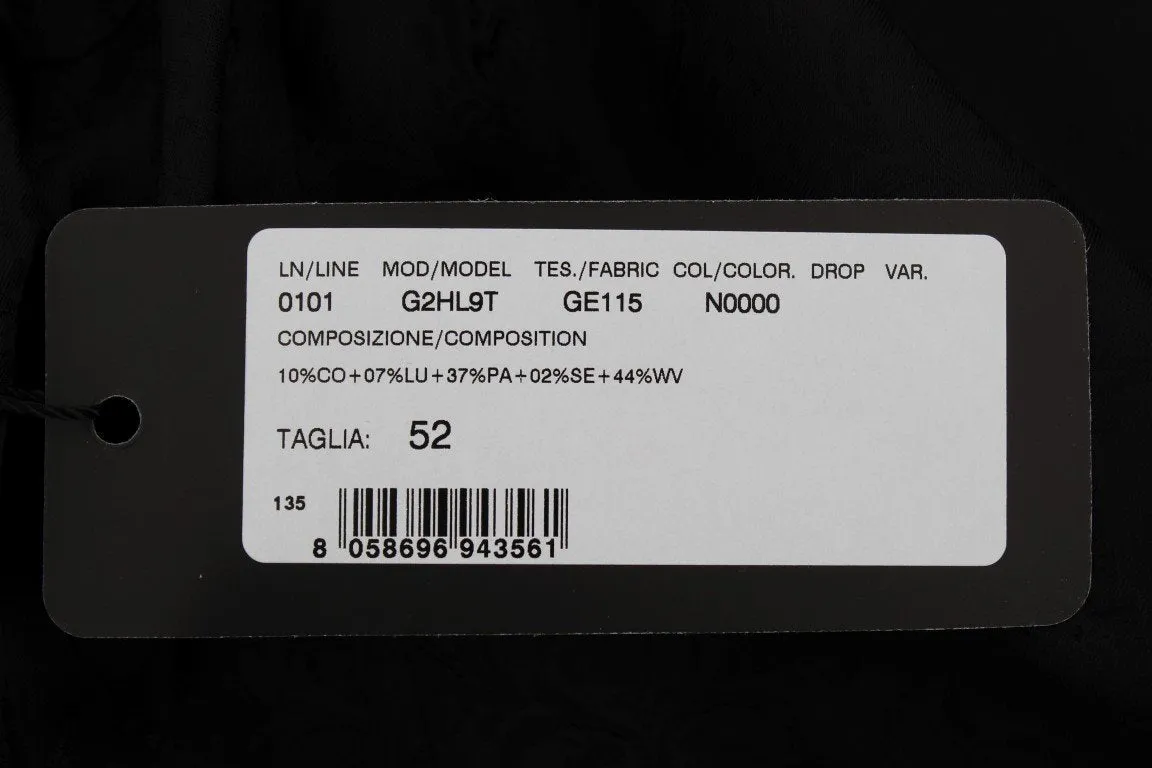 LN/LINE MOD/MODEL TES./FABRIC COL/COLOR. DROP VAR.
0101 G2HL9T GE115 N0000
COMPOSIZIONE/COMPOSITION
10%CO+07%LU+37%PA+02%SE+44%WV
TAGLIA: 52
135
8 058696 943561